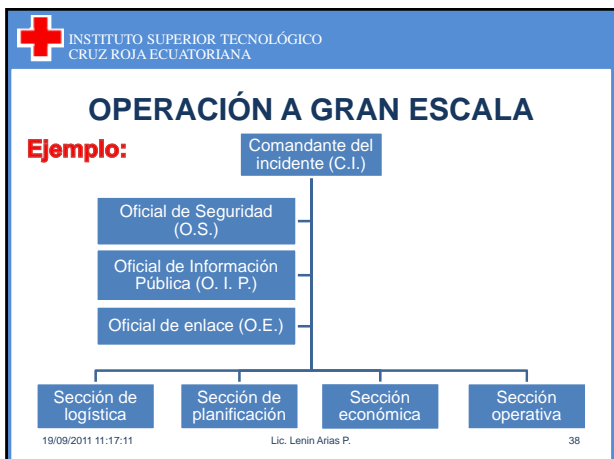 INSTITUTO SUPERIOR TECNOLÓGICO
CRUZ ROJA ECUATORIANA
OPERACIÓN A GRAN ESCALA
Ejemplo:
Comandante del
incidente (C.I.)
Oficial de Seguridad
(O.S.)
Oficial de Información
Pública (O. I. P.)
Oficial de enlace (O.E.)
Sección de
logística
Sección de
planificación
Sección
económica
Sección
operativa
19/09/2011 11:17:11
Lic. Lenin Arias P.
38